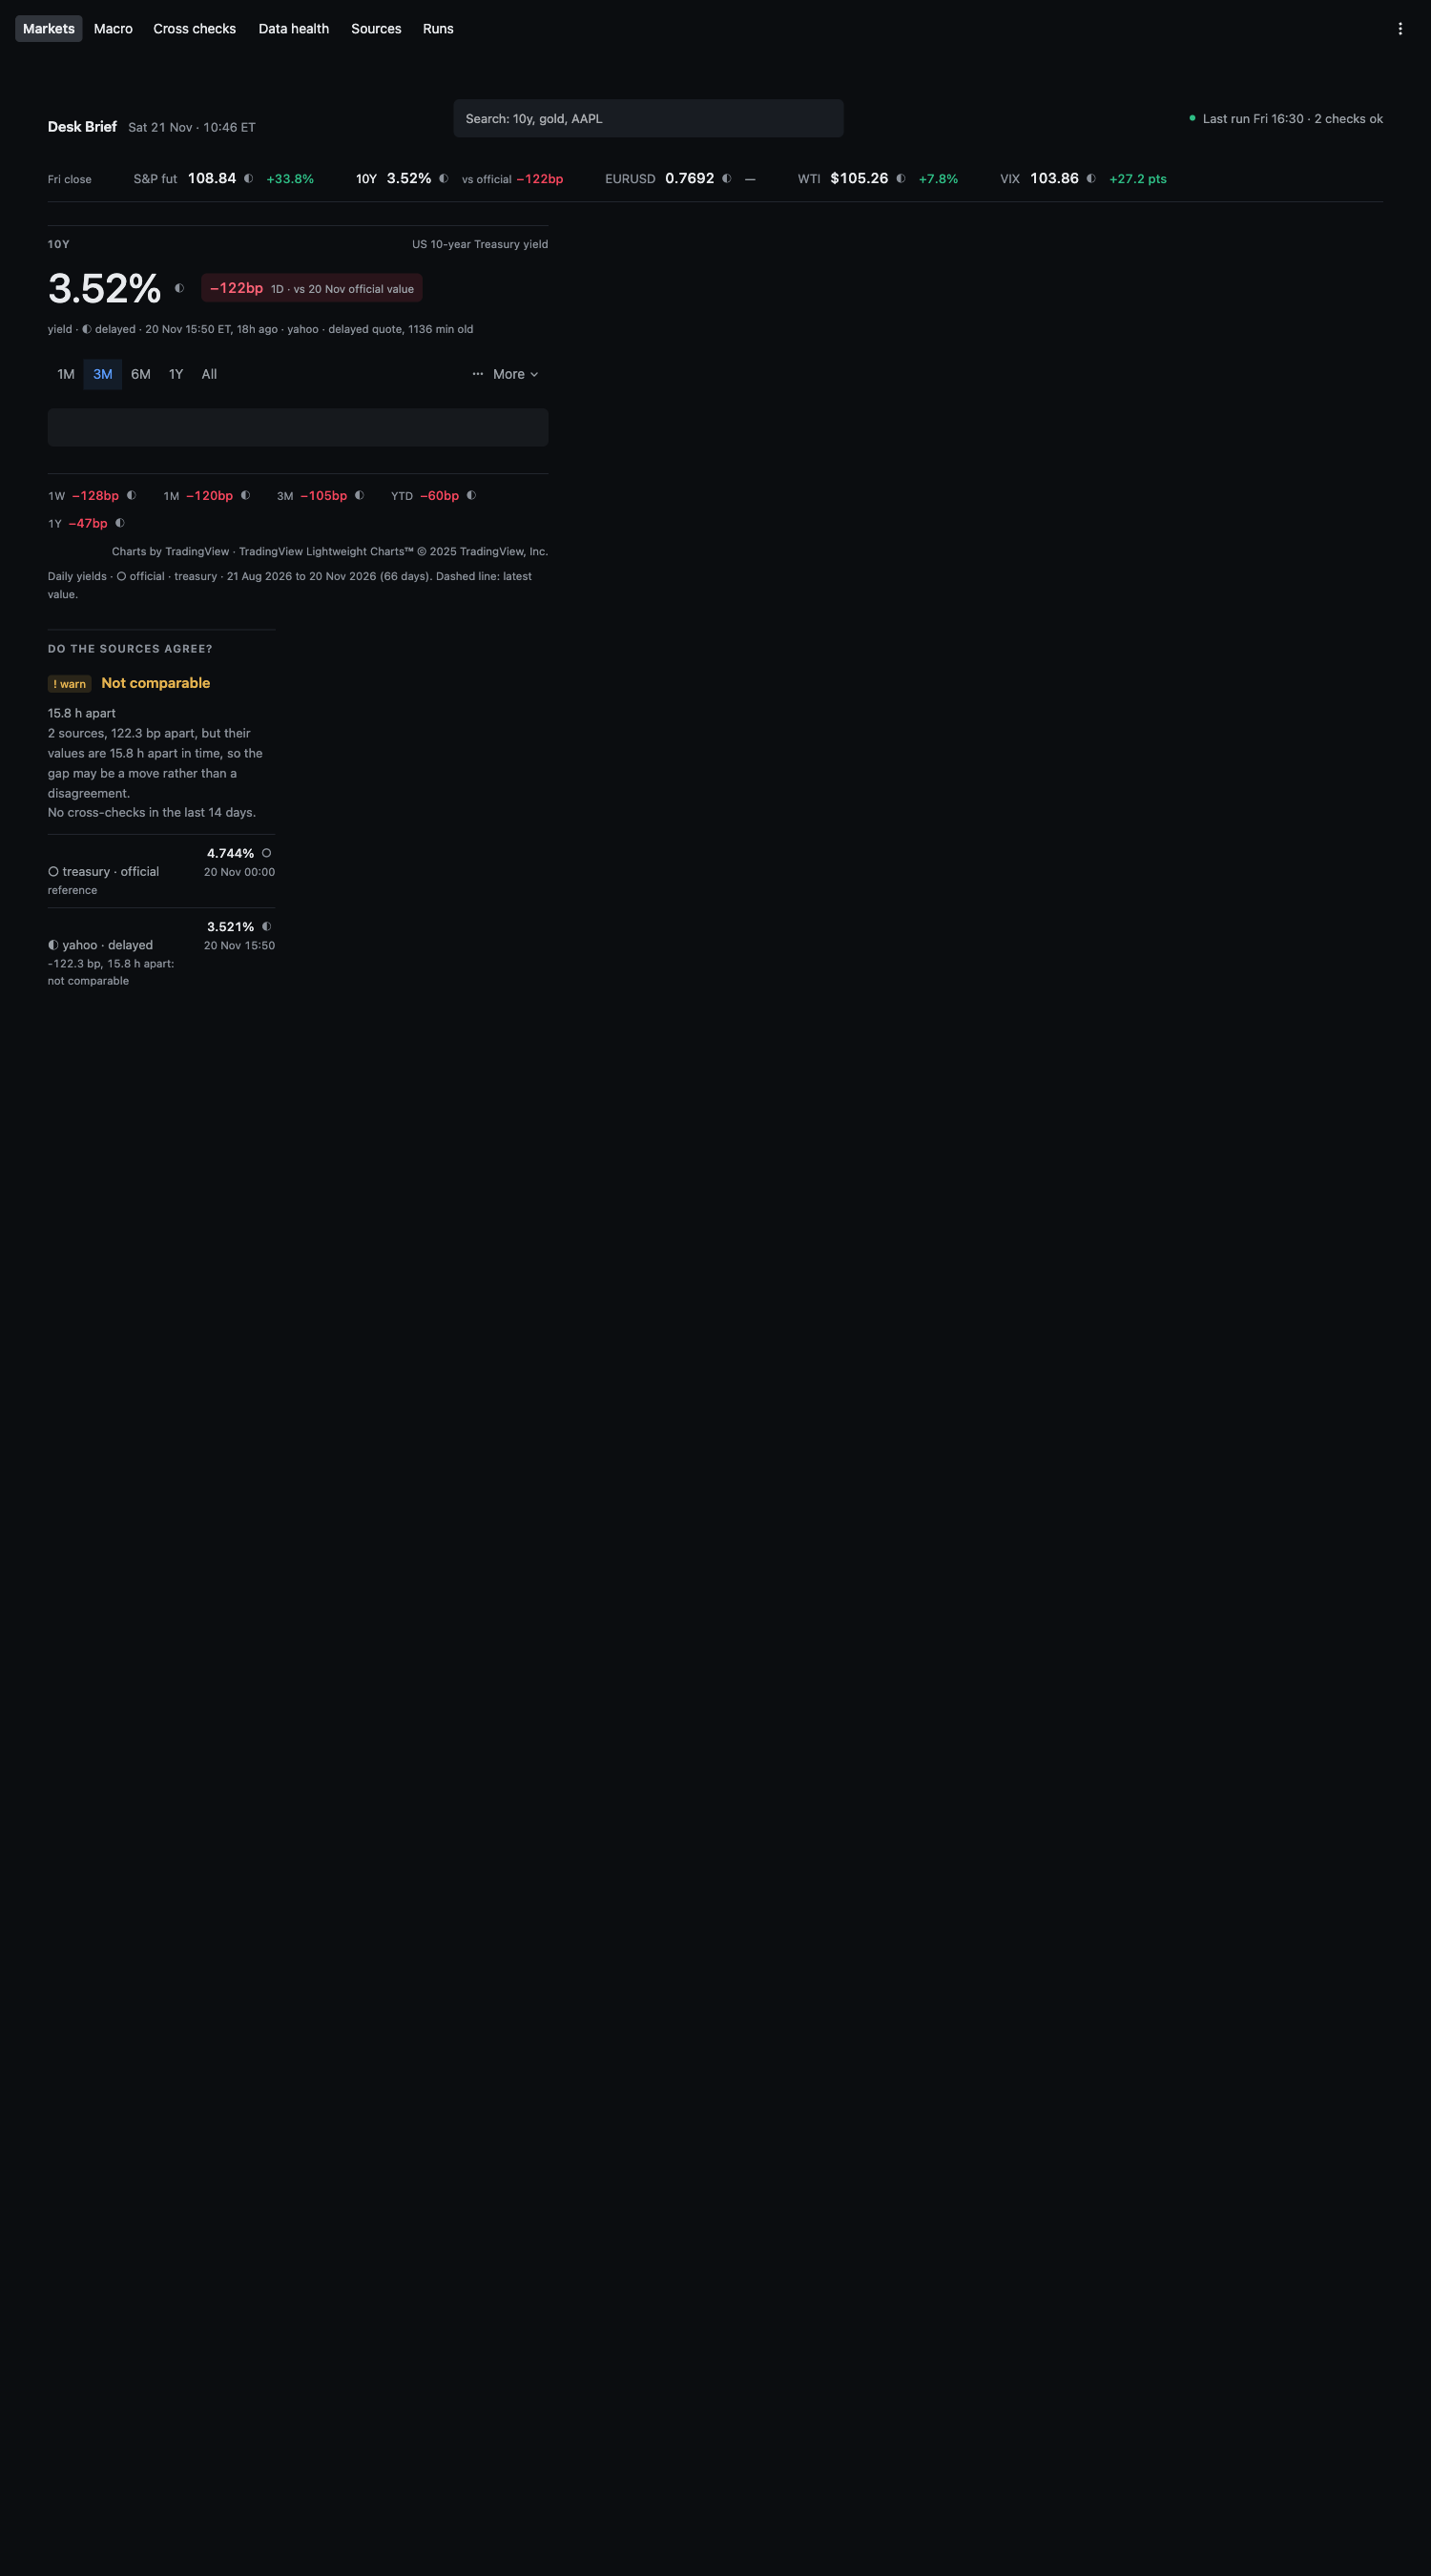 Markets Macro Cross checks Data health Sources Runs
Desk Brief Sat 21 Nov · 10:46 ET
Search: 10y, gold, AAPL
Last run Fri 16:30 · 2 checks ok
Fri close S&P fut 108.84 +33.8% 10Y 3.52% vs official −122bp EURUSD 0.7692 — WTI $105.26 +7.8% VIX 103.86 +27.2 pts
10Y US 10-year Treasury yield
3.52% −122bp 1D · vs 20 Nov official value
yield · delayed · 20 Nov 15:50 ET, 18h ago · yahoo · delayed quote, 1136 min old
1M 3M 6M 1Y All ··· More
1W −128bp 1M −120bp 3M −105bp YTD −60bp
1Y −47bp
Charts by TradingView · TradingView Lightweight Charts™ © 2025 TradingView, Inc.
Daily yields · official · treasury · 21 Aug 2026 to 20 Nov 2026 (66 days). Dashed line: latest
value.
DO THE SOURCES AGREE?
! warn Not comparable
15.8 h apart
2 sources, 122.3 bp apart, but their
values are 15.8 h apart in time, so the
gap may be a move rather than a
disagreement.
No cross-checks in the last 14 days.
4.744%
treasury · official 20 Nov 00:00
reference
3.521%
yahoo · delayed 20 Nov 15:50
-122.3 bp, 15.8 h apart:
not comparable